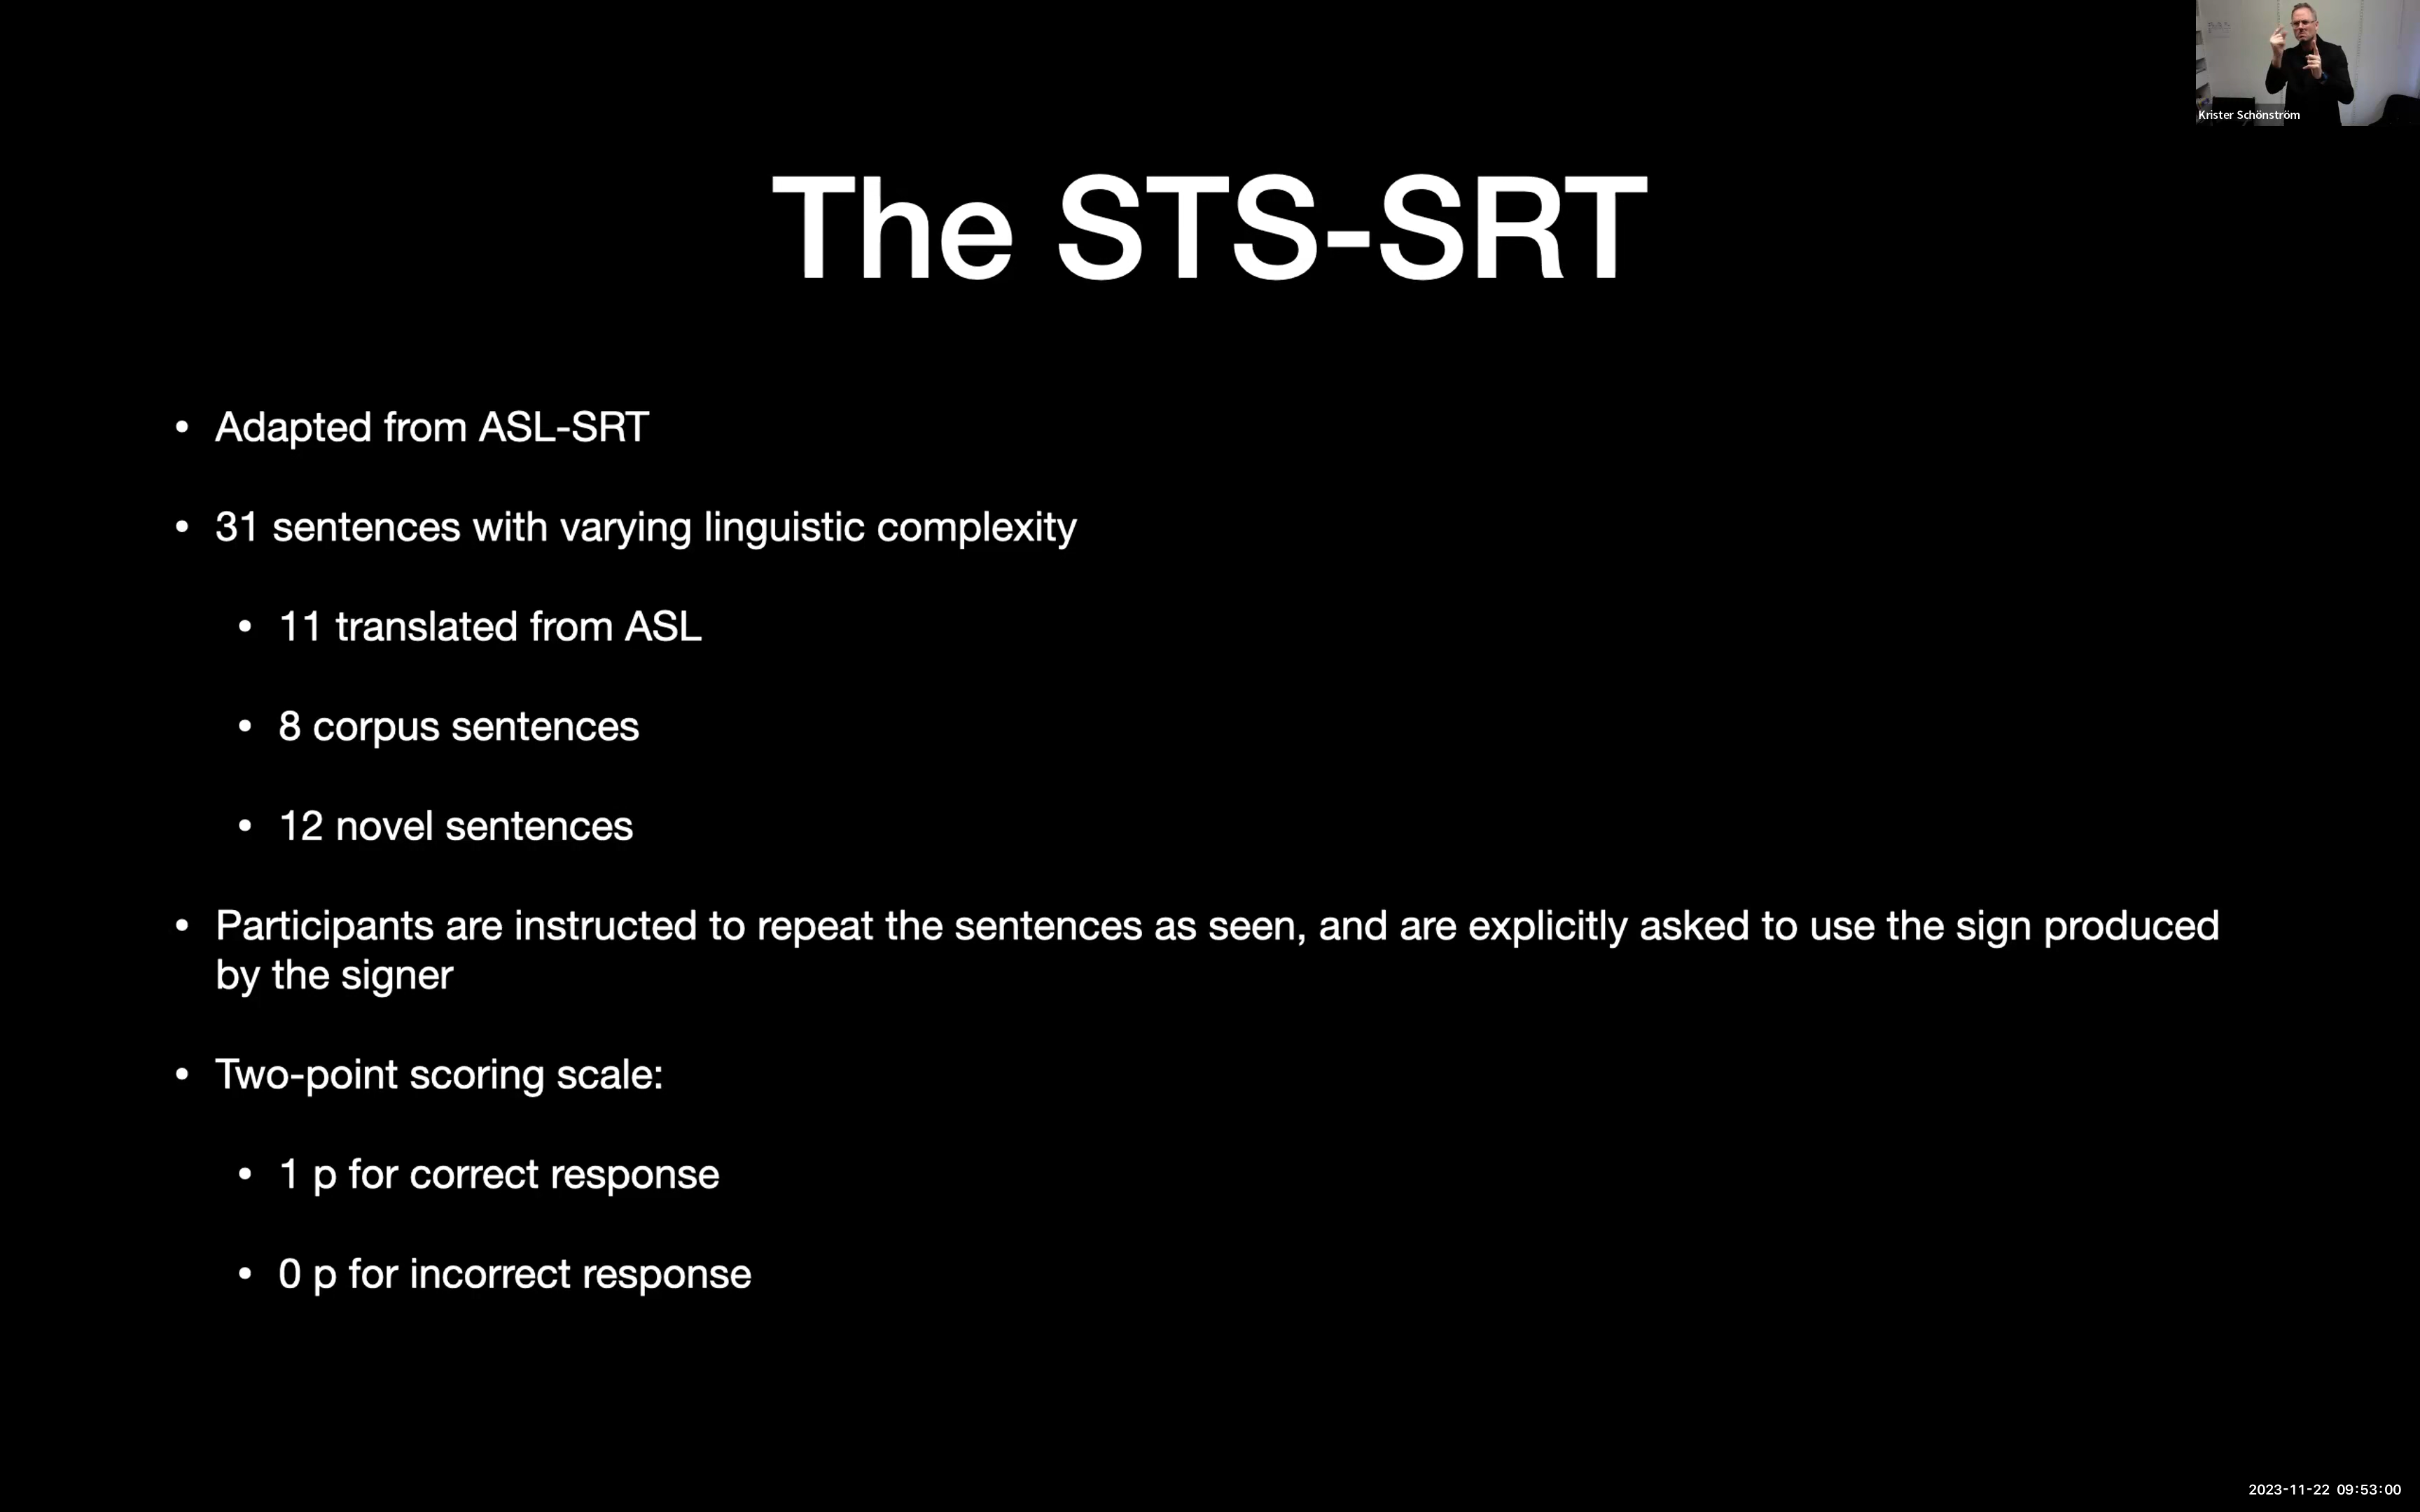 Krister Schönström
The STS-SRT
• Adapted from ASL-SRT
• 31 sentences with varying linguistic complexity
• 11 translated from ASL
• 8 corpus sentences
• 12 novel sentences
• Participants are instructed to repeat the sentences as seen, and are explicitly asked to use the sign produced
by the signer
• Two-point scoring scale:
• 1 p for correct response
• 0 p for incorrect response
2023-11-22 09:53:00